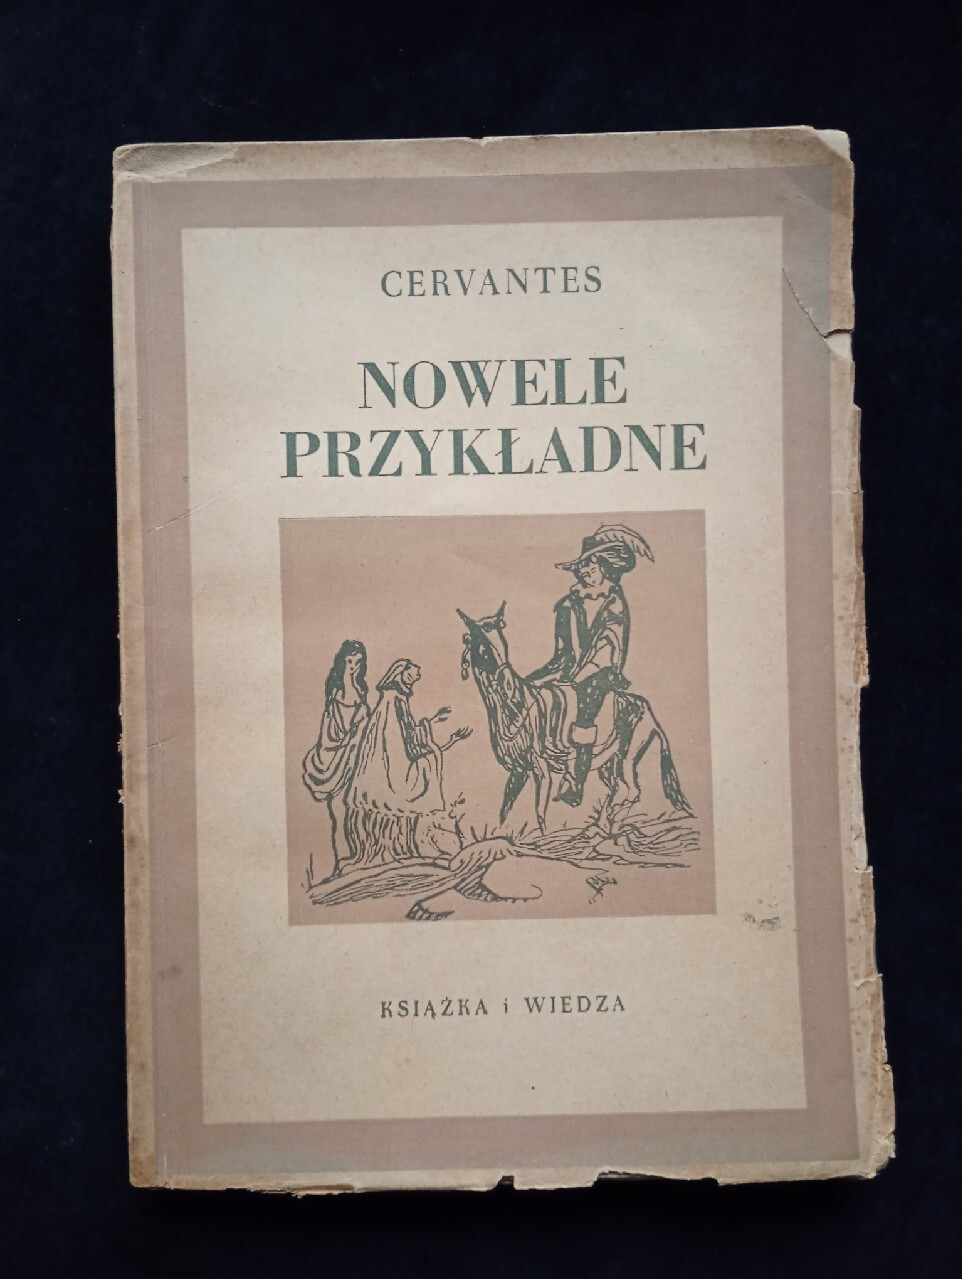 CERVANTES
NOWELE
PRZYKŁADNE
KSIĄŻKA i WIEDZA